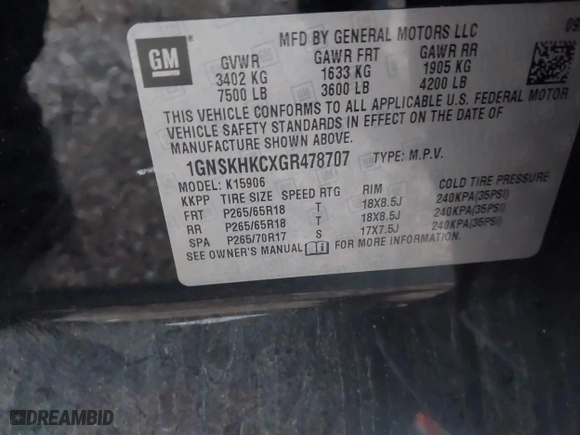 GM
MFD BY GENERAL MOTORS LLC
GVWR GAWR FRT GAWR RR
3402 KG 1633 KG 1905 KG
7500 LB 3600 LB 4200 LB
THIS VEHICLE CONFORMS TO ALL APPLICABLE U.S. FEDERAL MOTOR
VEHICLE SAFETY STANDARDS IN EFFECT ON THE DATE OF
MANUFACTURE SHOWN ABOVE.
1GNSKHKCXGR478707 TYPE: M.P.V.
MODEL: K15906
KKPP TIRE SIZE SPEED RTG RIM COLD TIRE PRESSURE
FRT P265/65R18 T 18X8.5J 240KPA(35PSI)
RR P265/65R18 T 18X8.5J 240KPA(35PSI)
SPA P265/70R17 S 17X7.5J 240KPA(35PSI)
SEE OWNER'S MANUAL FOR MORE INFORMATION.
DREAMBID